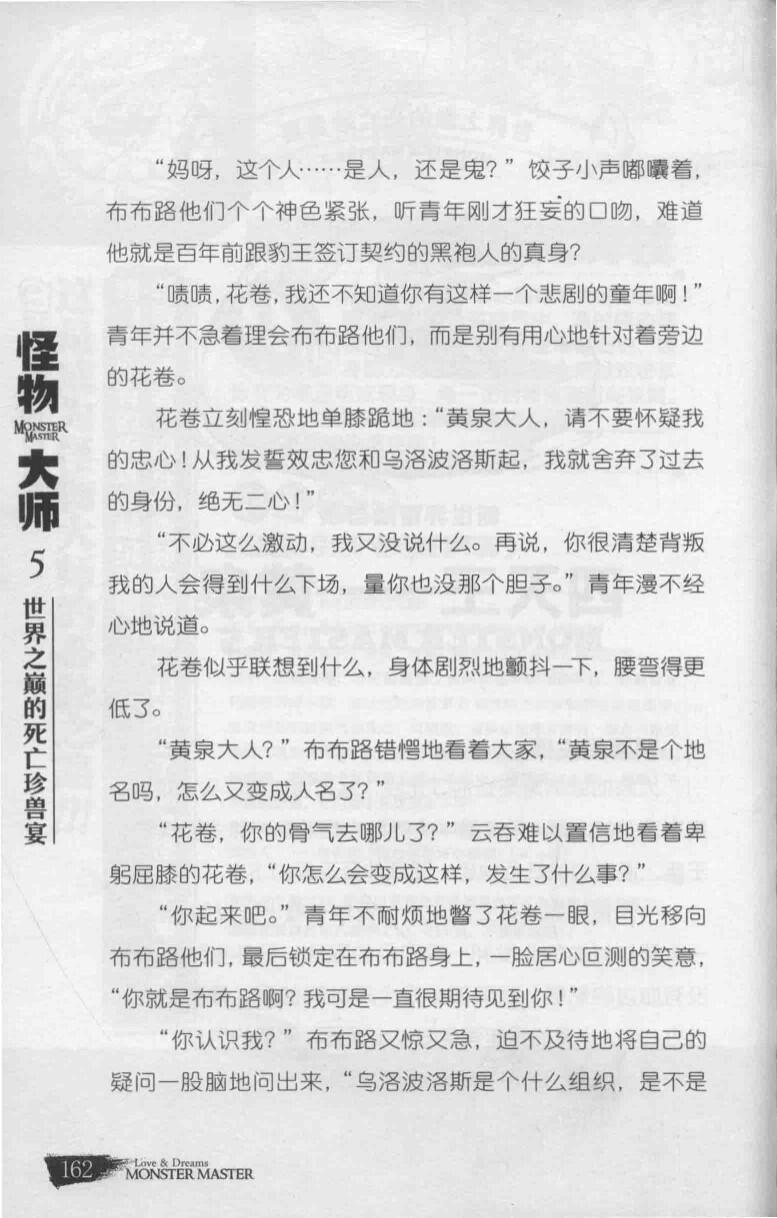 “妈呀，这个人……是人，还是鬼？”饺子小声嘟囔着，
布布路他们个个神色紧张，听青年刚才狂妄的口吻，难道
他就是百年前跟豹王签订契约的黑袍人的真身？
“啧啧，花卷，我还不知道你有这样一个悲剧的童年啊！”
青年并不急着理会布布路他们，而是别有用心地针对着旁边
的花卷。
花卷立刻惶恐地单膝跪地：“黄泉大人，请不要怀疑我
的忠心！从我发誓效忠您和乌洛波洛斯起，我就舍弃了过去
的身份，绝无二心！”
“不必这么激动，我又没说什么。再说，你很清楚背叛
我的人会得到什么下场，量你也没那个胆子。”青年漫不经
心地说道。
花卷似乎联想到什么，身体剧烈地颤抖一下，腰弯得更
低了。
“黄泉大人？”布布路错愕地看着大家，“黄泉不是个地
名吗，怎么又变成人名了？”
“花卷，你的骨气去哪儿了？”云吞难以置信地看着卑
躬屈膝的花卷，“你怎么会变成这样，发生了什么事？”
“你起来吧。”青年不耐烦地瞥了花卷一眼，目光移向
布布路他们，最后锁定在布布路身上，一脸居心叵测的笑意，
“你就是布布路啊？我可是一直很期待见到你！”
“你认识我？”布布路又惊又急，迫不及待地将自己的
疑问一股脑地问出来，“乌洛波洛斯是个什么组织，是不是
怪物
MONSTER
MASTER
大师
5
世界之巅的死亡珍兽宴
162
Love & Dreams
MONSTER MASTER